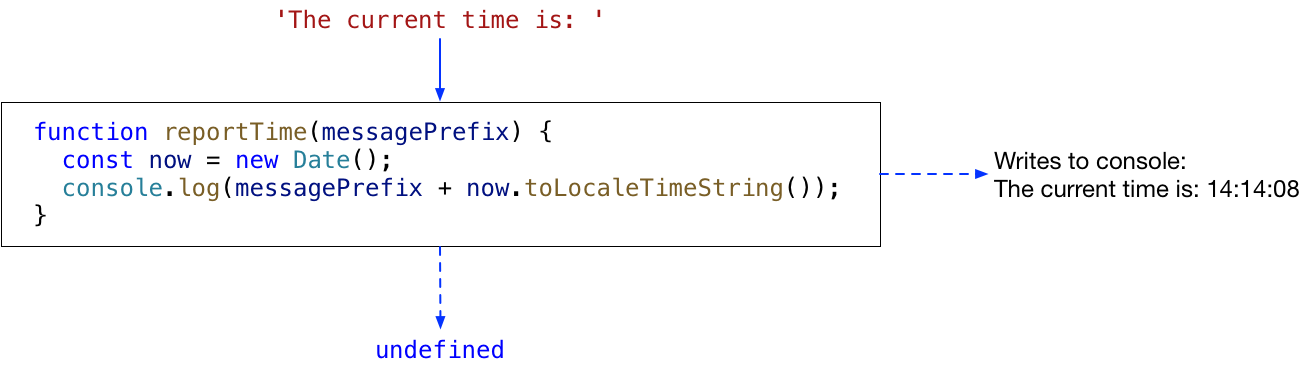 'The current time is: '
function reportTime(messagePrefix) {
  const now = new Date();
  console.log(messagePrefix + now.toLocaleTimeString());
}
Writes to console:
The current time is: 14:14:08
undefined